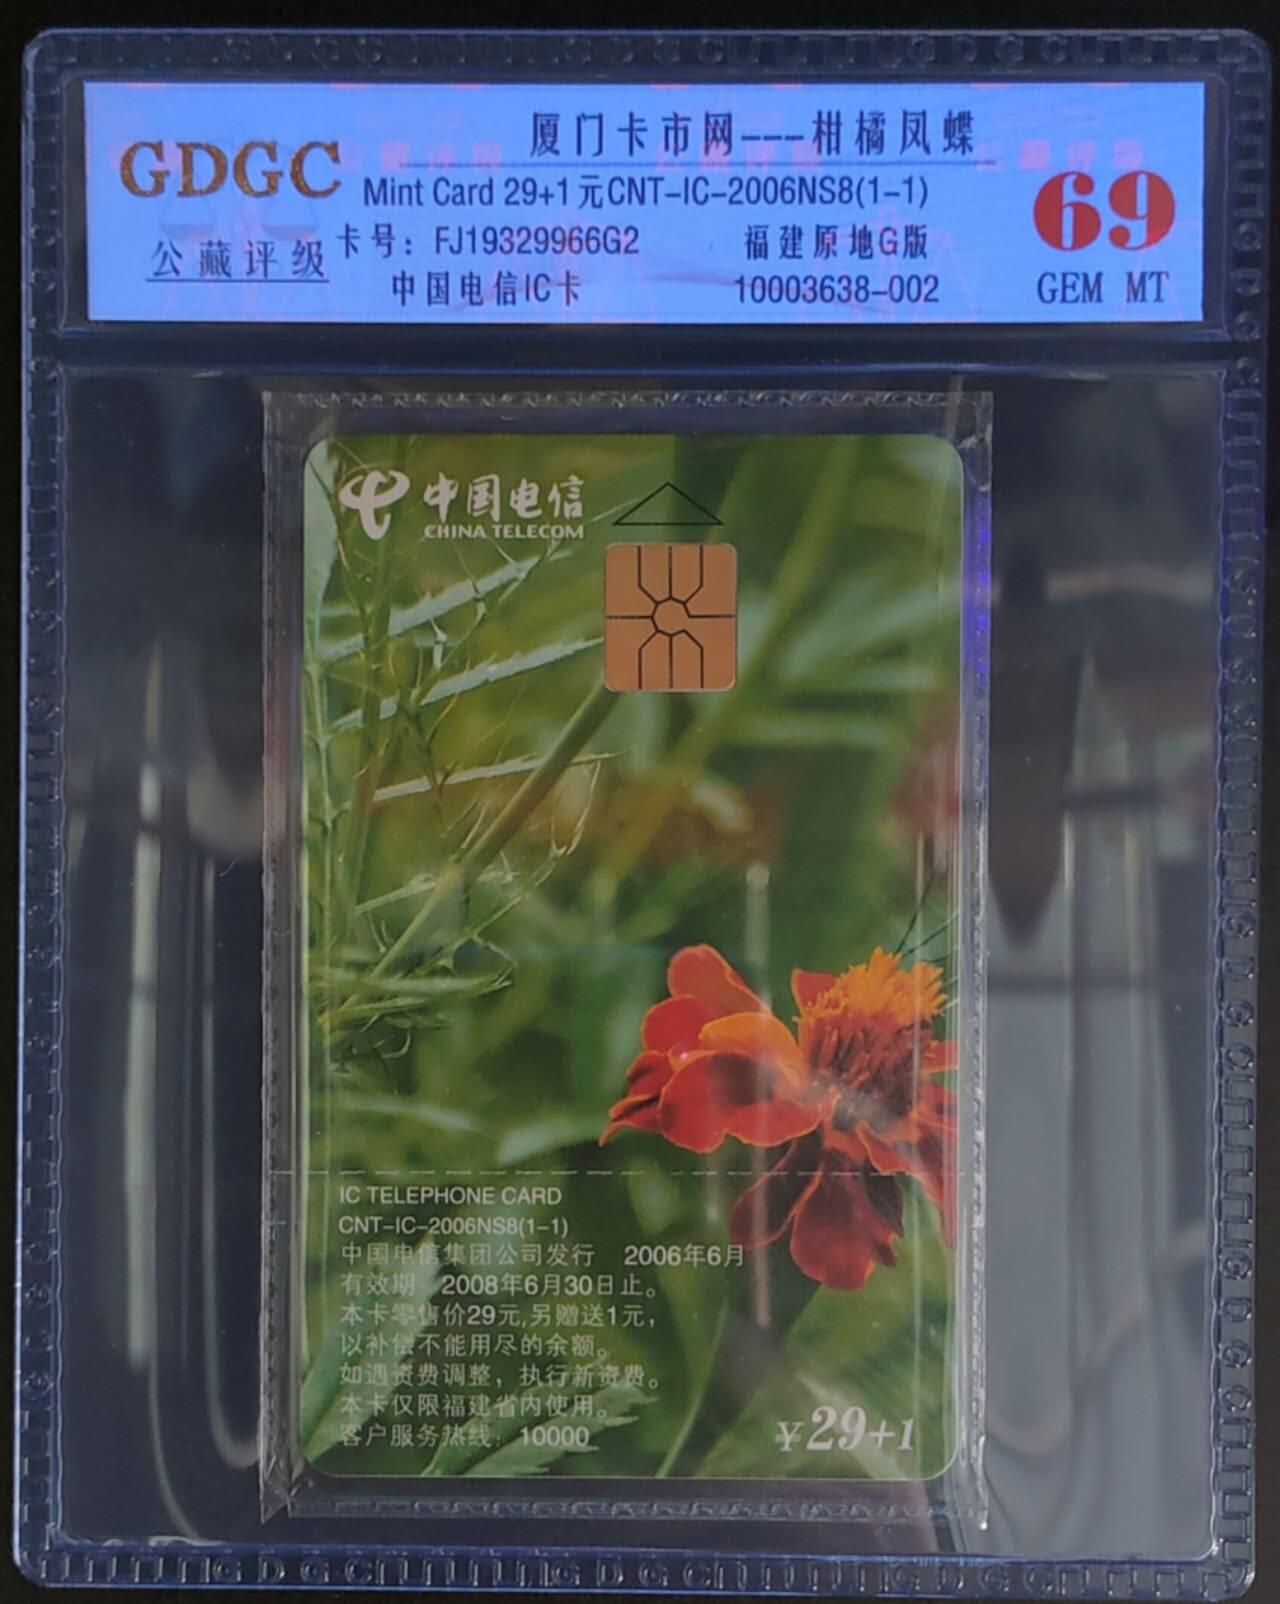 厦门卡市网---柑橘凤蝶
GDGC
Mint Card 29+1元CNT-IC-2006NS8(1-1)
69
公藏评级
卡号：FJ19329966G2 福建原地G版
中国电信IC卡 10003638-002
GEM MT
中国电信
CHINA TELECOM
IC TELEPHONE CARD
CNT-IC-2006NS8(1-1)
中国电信集团公司发行 2006年6月
有效期 2008年6月30日止。
本卡零售价29元,另赠送1元，
以补偿不能用尽的余额。
如遇资费调整，执行新资费。
本卡仅限福建省内使用。
客户服务热线：10000
¥29+1